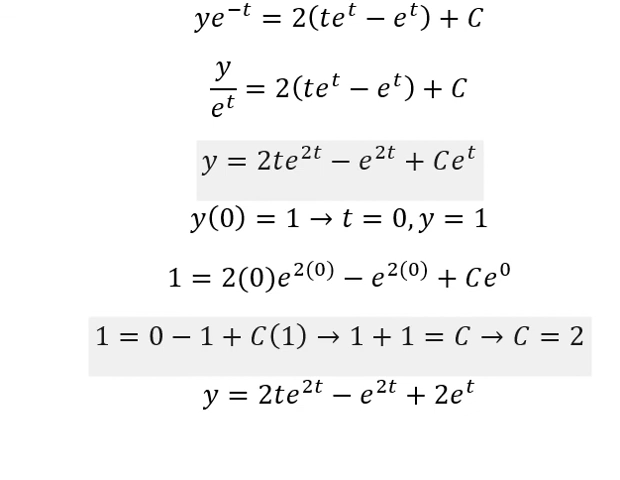 ye^{-t} = 2(te^t − e^t) + C
y/e^t = 2(te^t − e^t) + C
y = 2te^{2t} − e^{2t} + Ce^t
y(0) = 1 → t = 0, y = 1
1 = 2(0)e^{2(0)} − e^{2(0)} + Ce^0
1 = 0 − 1 + C(1) → 1 + 1 = C → C = 2
y = 2te^{2t} − e^{2t} + 2e^t